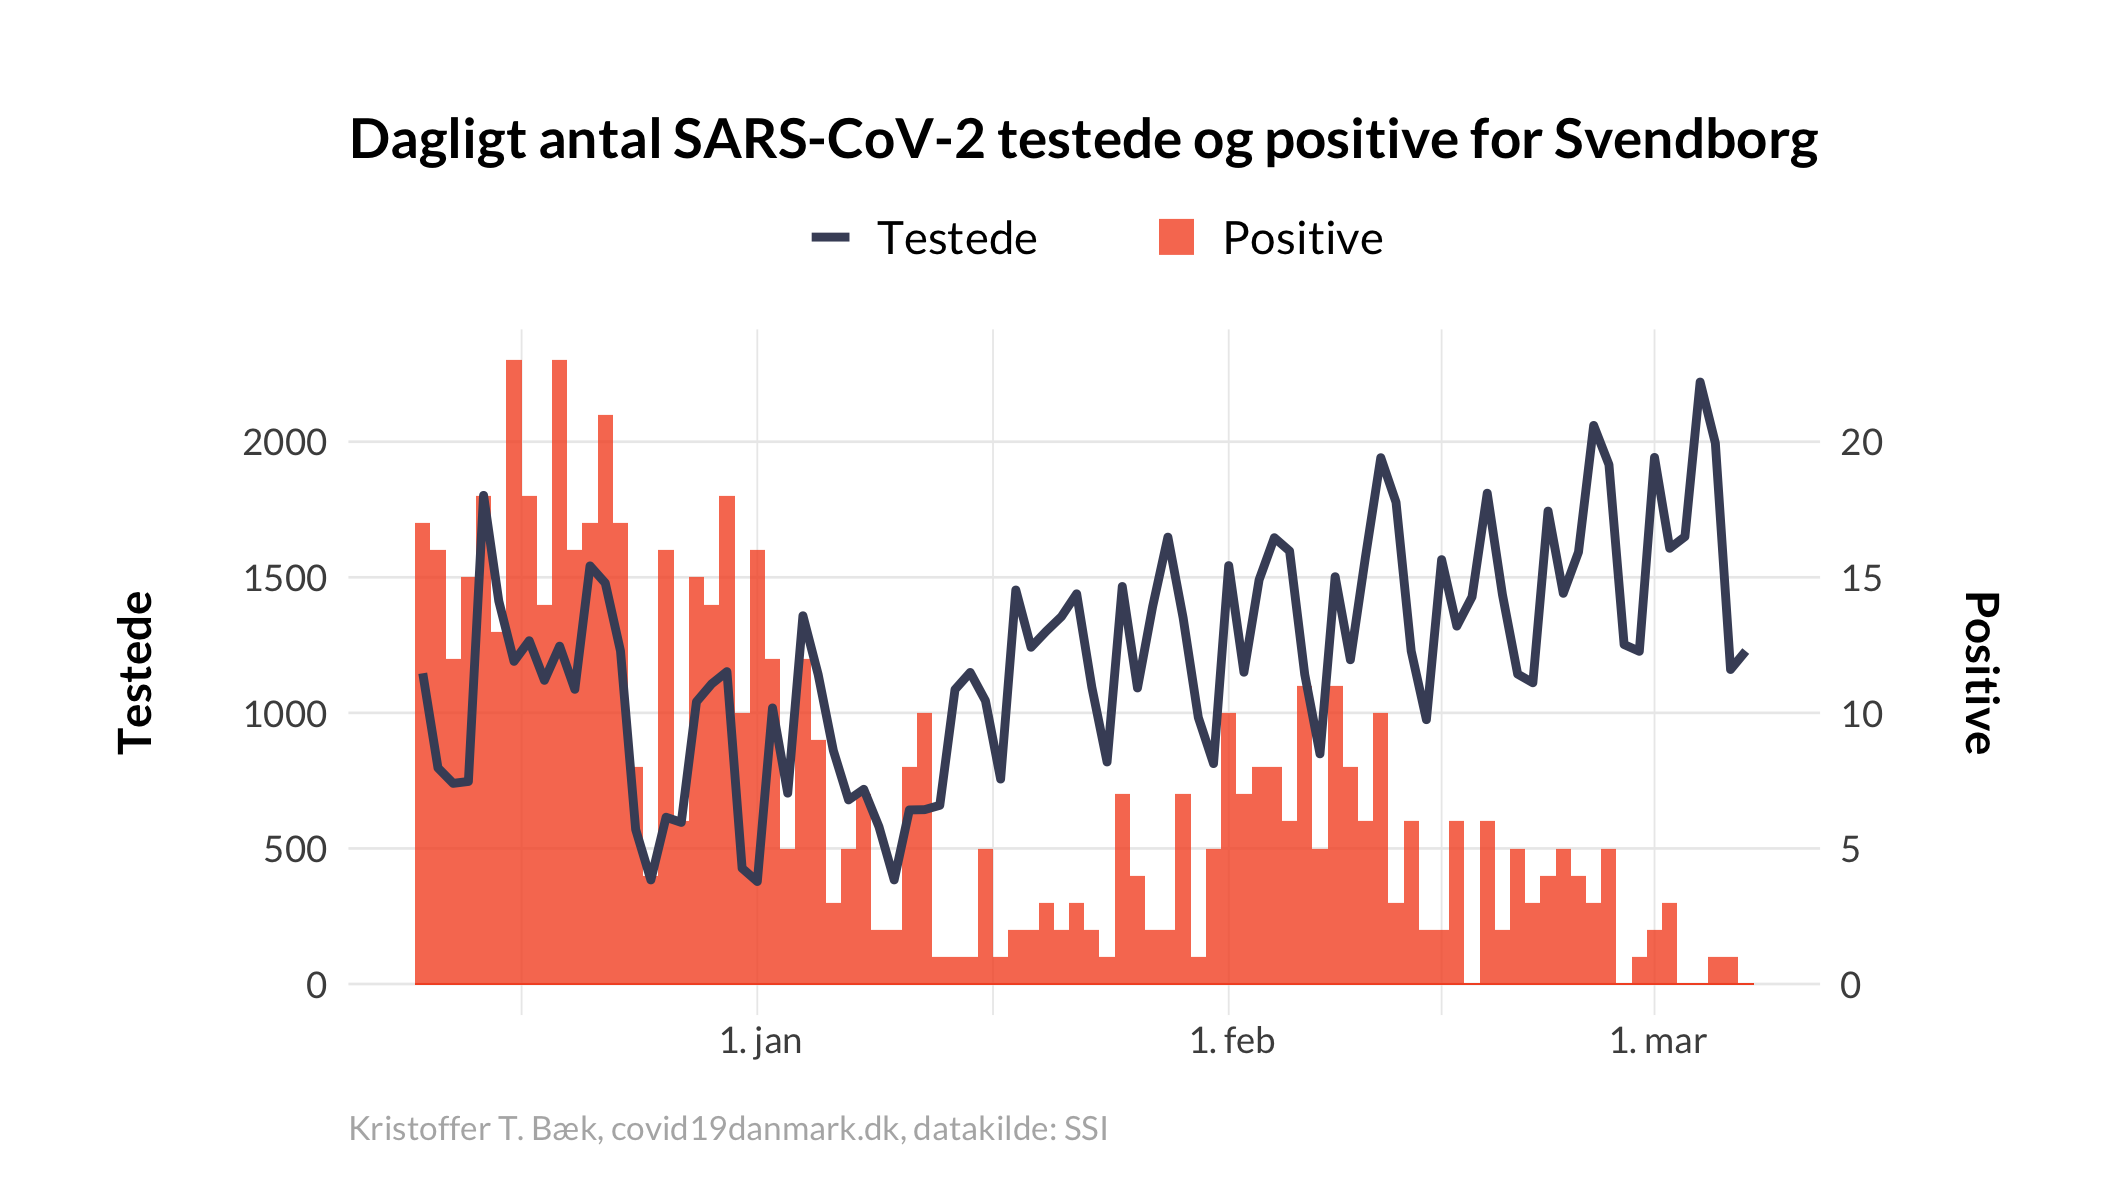 Dagligt antal SARS-CoV-2 testede og positive for Svendborg
Testede
Positive
Testede
2000
1500
1000
500
0
20
15
10
5
0
Positive
1. jan
1. feb
1. mar
Kristoffer T. Bæk, covid19danmark.dk, datakilde: SSI